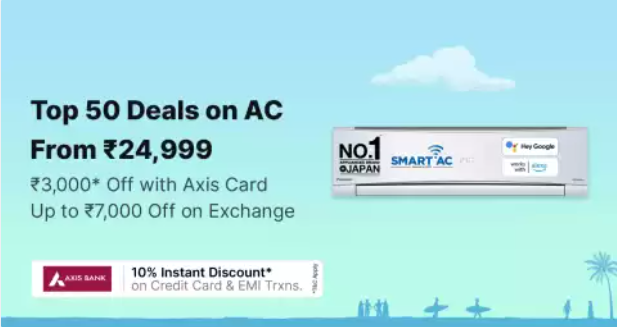 Top 50 Deals on AC
From ₹24,999
₹3,000* Off with Axis Card
Up to ₹7,000 Off on Exchange
AXIS BANK
10% Instant Discount*
on Credit Card & EMI Trxns.
*T&C Apply
NO.1
JAPAN
SMART AC
Hey Google
works
with
alexa